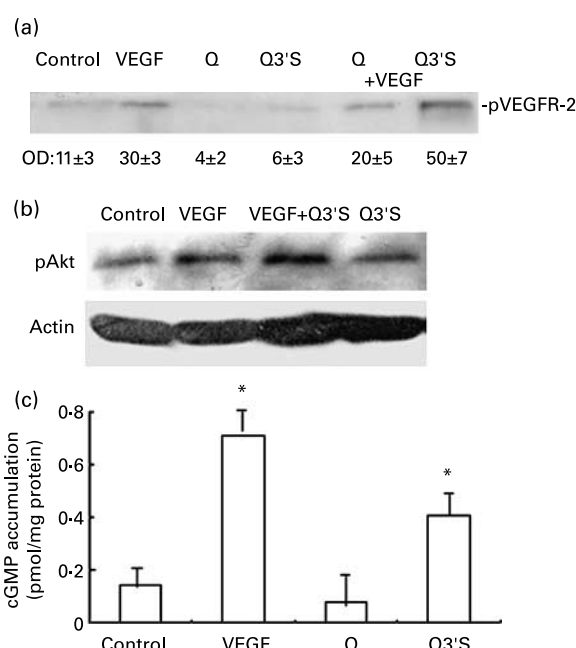 (a)
Control VEGF Q Q3'S Q Q3'S
+VEGF
-pVEGFR-2
OD:11±3 30±3 4±2 6±3 20±5 50±7
(b)
Control VEGF VEGF+Q3'S Q3'S
pAkt
Actin
(c)
cGMP accumulation
(pmol/mg protein)
0·8
0·6
0·4
0·2
0
*
*
Control VEGF Q Q3'S